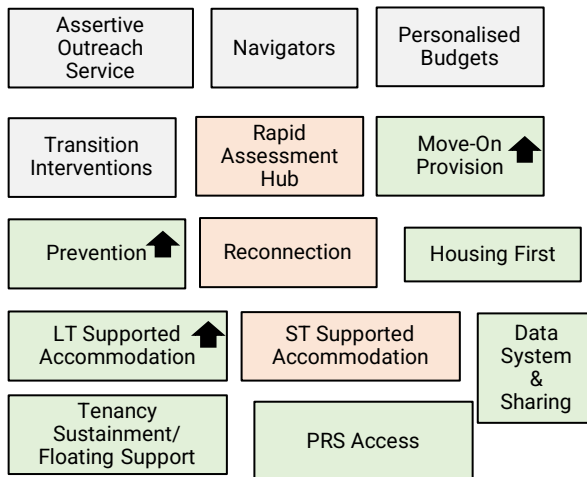 Assertive
Outreach
Service
Navigators
Personalised
Budgets
Transition
Interventions
Rapid
Assessment
Hub
Move-On
Provision
Prevention
Reconnection
Housing First
LT Supported
Accommodation
ST Supported
Accommodation
Data
System
&
Sharing
Tenancy
Sustainment/
Floating Support
PRS Access